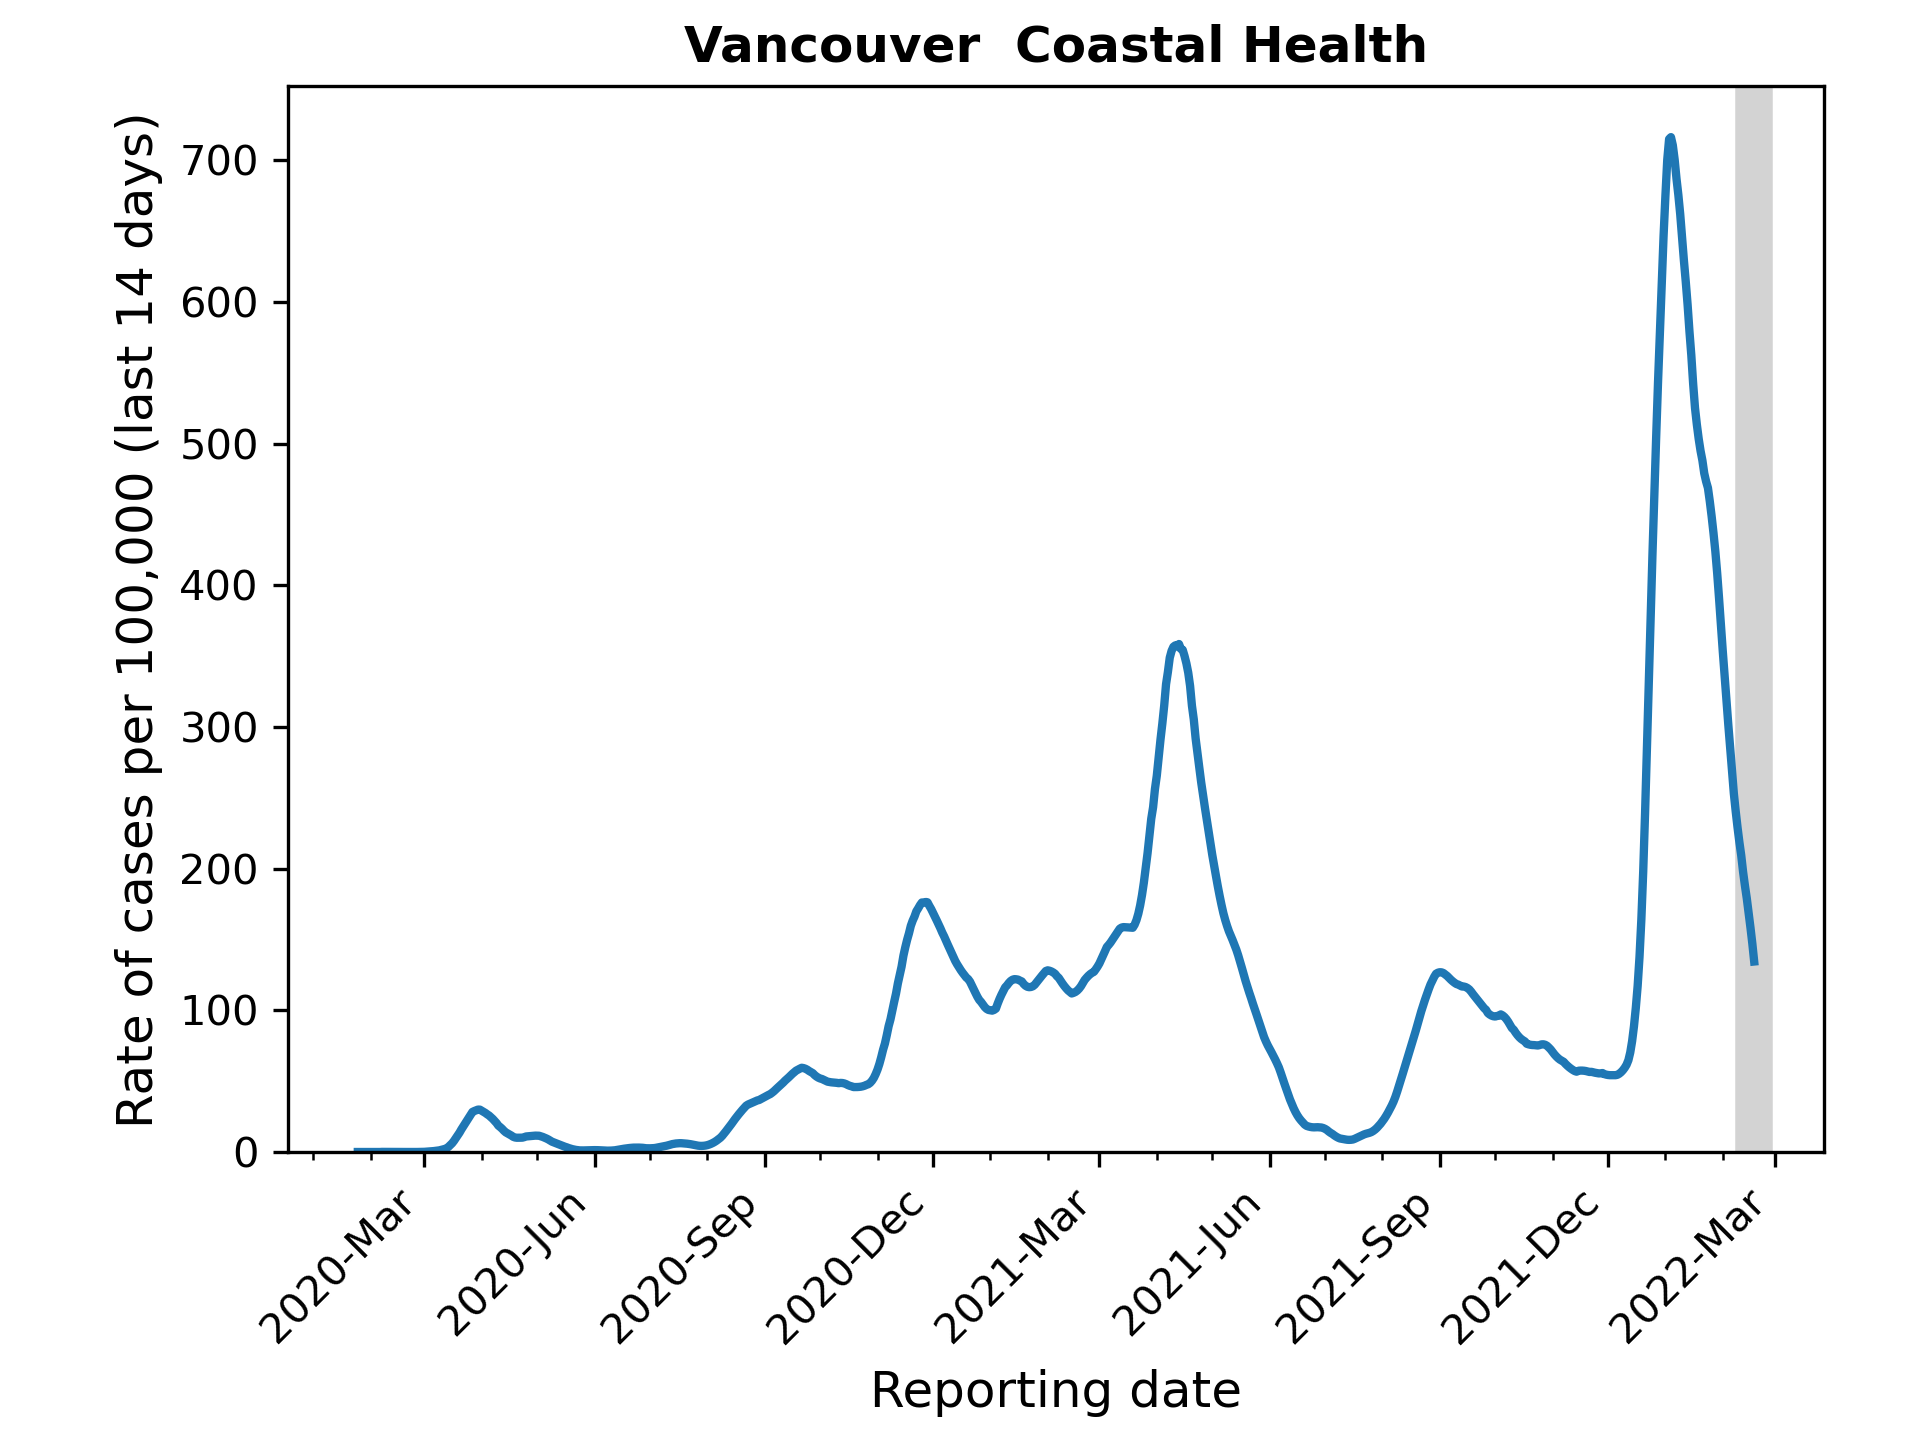 Vancouver  Coastal Health
Rate of cases per 100,000 (last 14 days)
700
600
500
400
300
200
100
0
2020-Mar
2020-Jun
2020-Sep
2020-Dec
2021-Mar
2021-Jun
2021-Sep
2021-Dec
2022-Mar
Reporting date